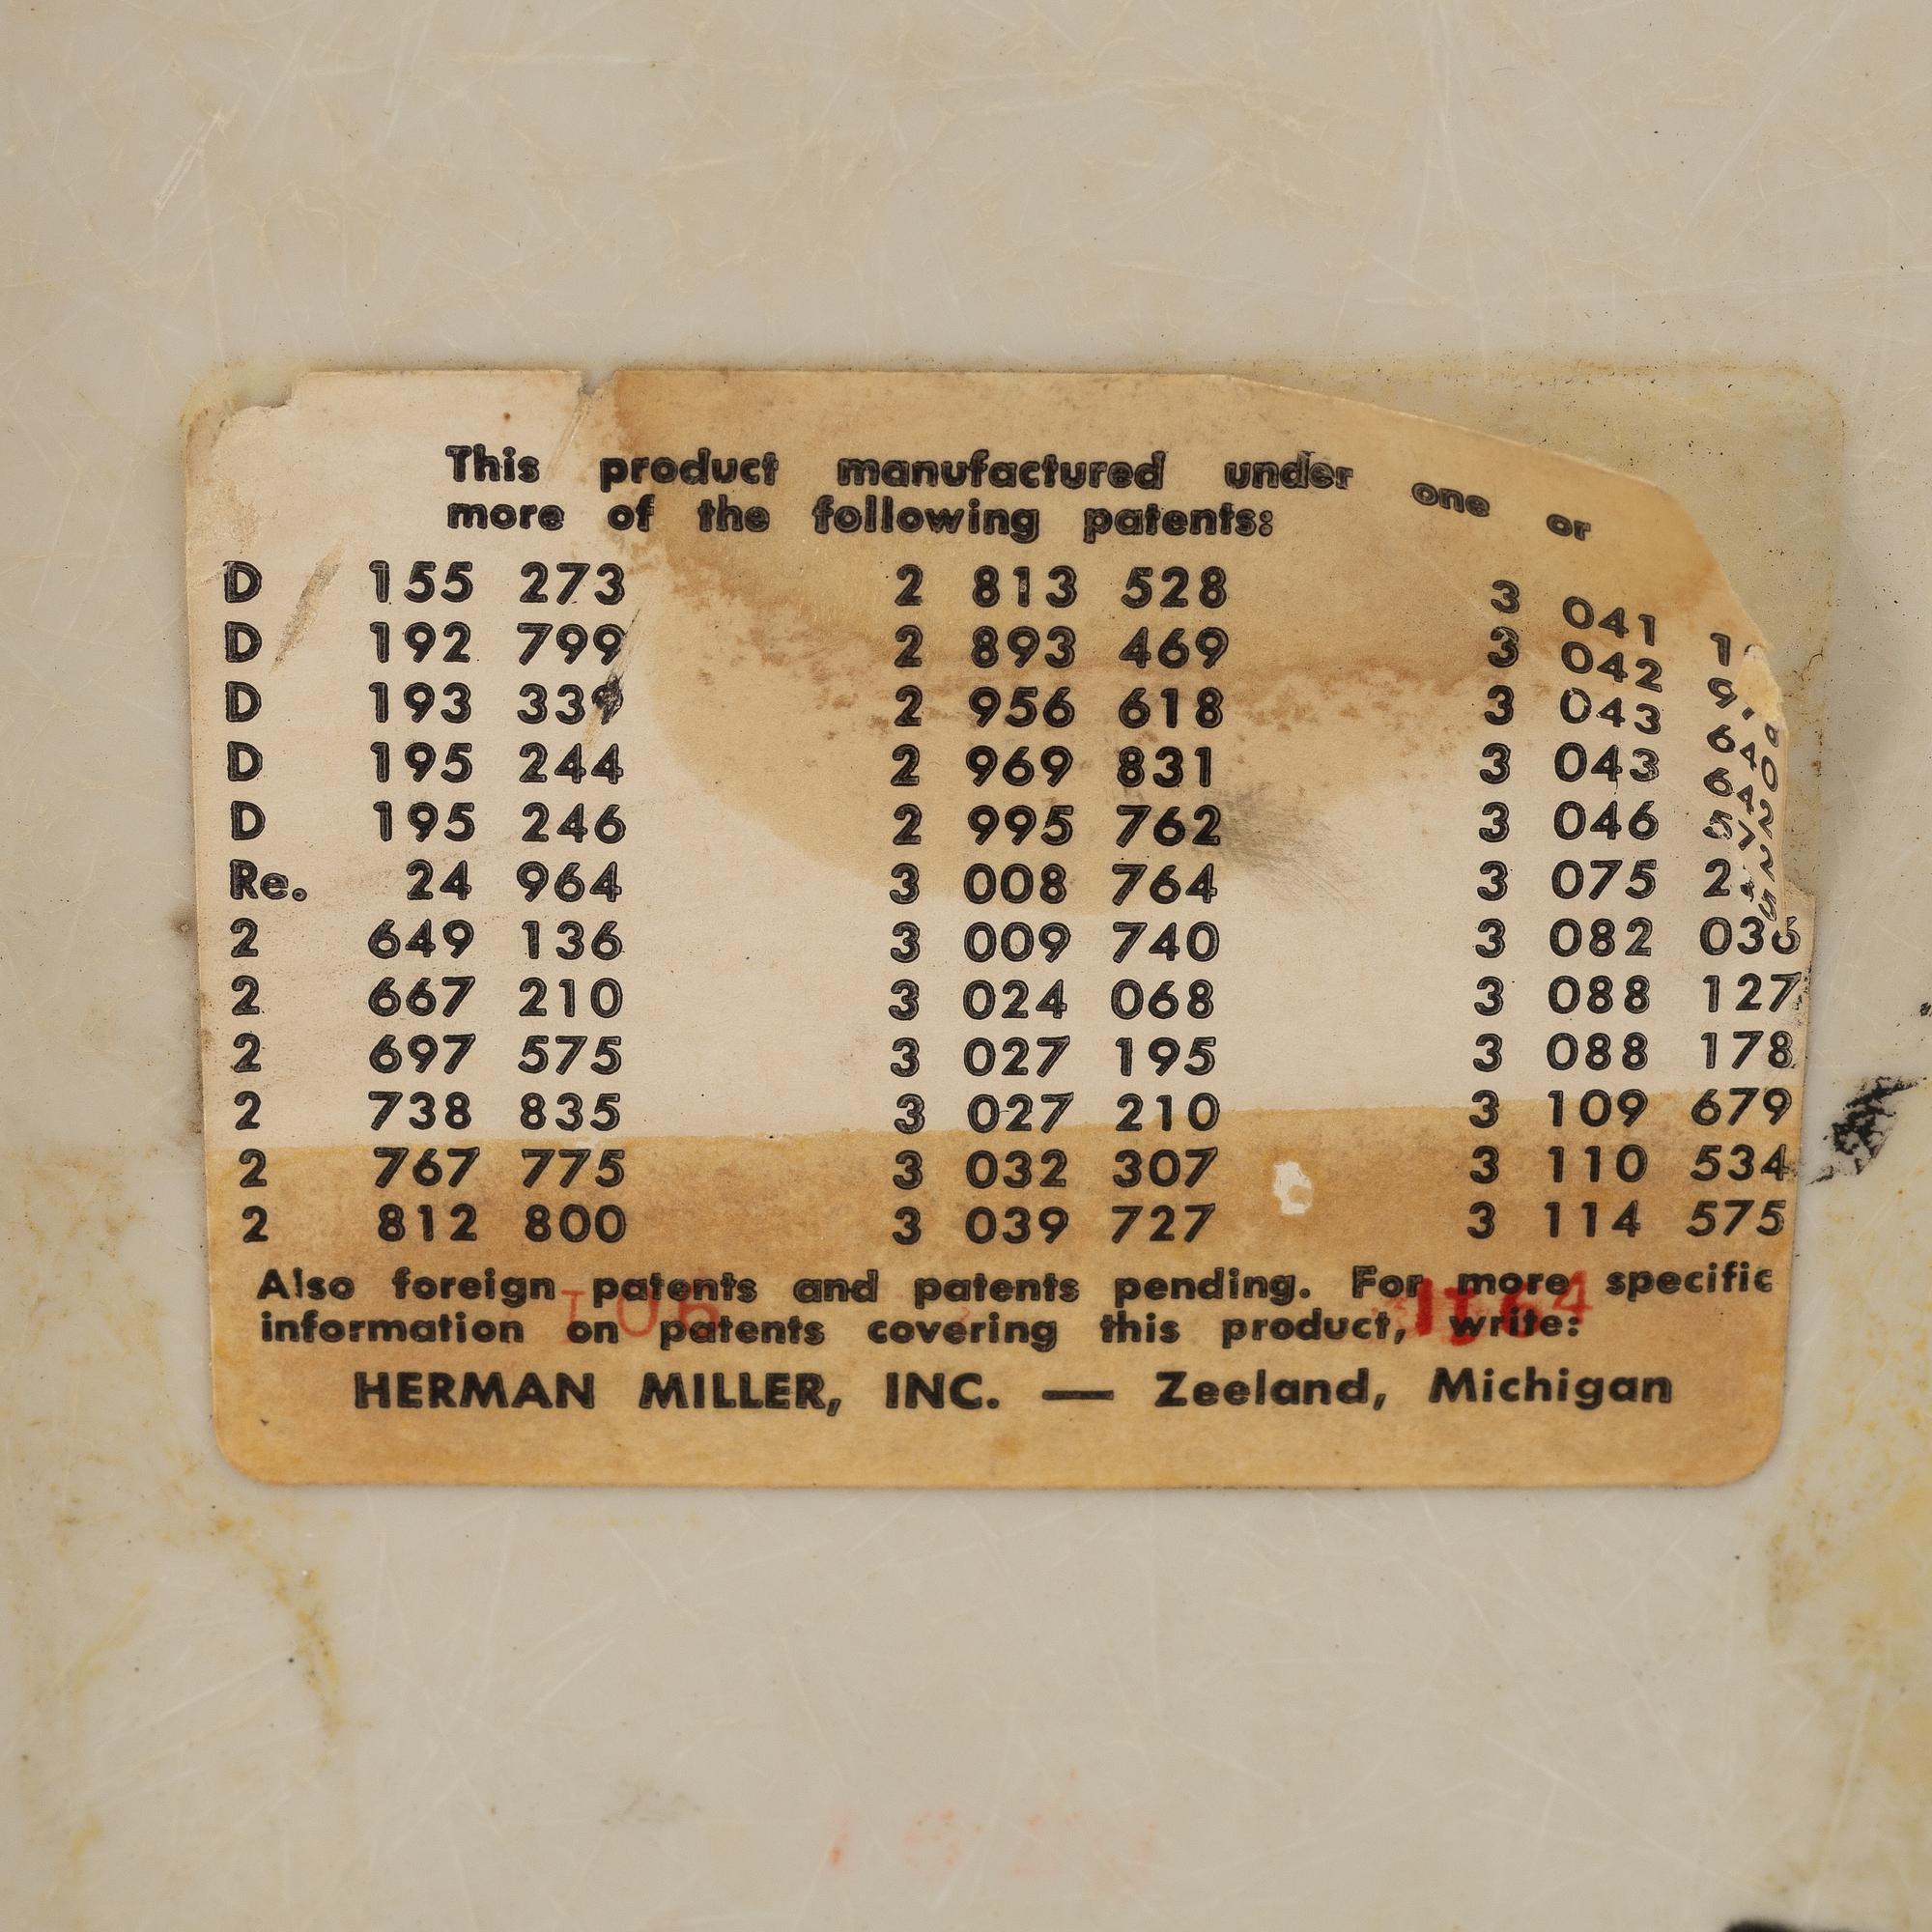 This product manufactured under one or
more of the following patents:
D 155 273 2 813 528 3 041
D 192 799 2 893 469 3 042
D 193 339 2 956 618 3 043
D 195 244 2 969 831 3 043
D 195 246 2 995 762 3 046
Re. 24 964 3 008 764 3 075
2 649 136 3 009 740 3 082 036
2 667 210 3 024 068 3 088 127
2 697 575 3 027 195 3 088 178
2 738 835 3 027 210 3 109 679
2 767 775 3 032 307 3 110 534
2 812 800 3 039 727 3 114 575
Also foreign patents and patents pending. For more specific
information on patents covering this product, write:
HERMAN MILLER, INC. — Zeeland, Michigan